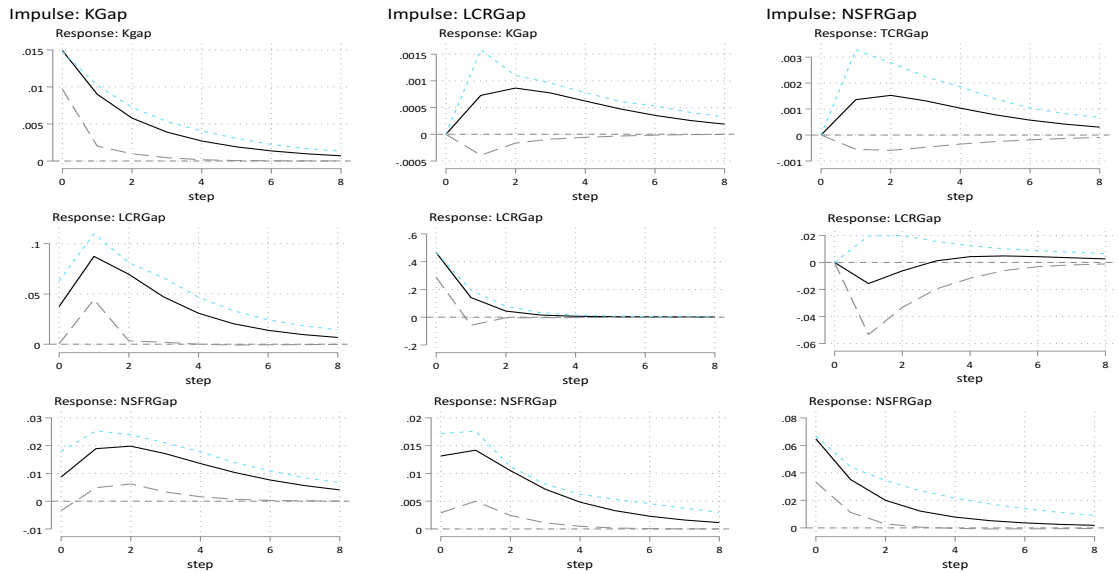 Impulse: KGap
Impulse: LCRGap
Impulse: NSFRGap
Response: Kgap
.015
.01
.005
0
0 2 4 6 8
step
Response: KGap
.0015
.001
.0005
0
-.0005
0 2 4 6 8
step
Response: TCRGap
.003
.002
.001
0
-.001
0 2 4 6 8
step
Response: LCRGap
.1
.05
0
0 2 4 6 8
step
Response: LCRGap
.6
.4
.2
0
-.2
0 2 4 6 8
step
Response: LCRGap
.02
0
-.02
-.04
-.06
0 2 4 6 8
step
Response: NSFRGap
.03
.02
.01
0
-.01
0 2 4 6 8
step
Response: NSFRGap
.02
.015
.01
.005
0
0 2 4 6 8
step
Response: NSFRGap
.08
.06
.04
.02
0
0 2 4 6 8
step